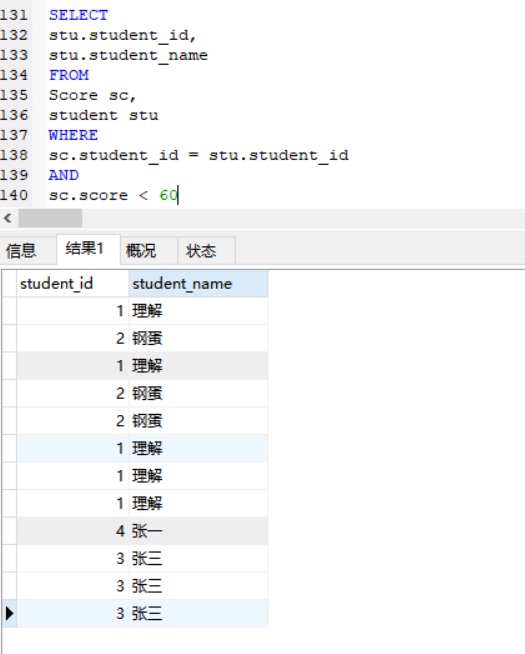 131 SELECT
132 stu.student_id,
133 stu.student_name
134 FROM
135 Score sc,
136 student stu
137 WHERE
138 sc.student_id = stu.student_id
139 AND
140 sc.score < 60
信息 结果1 概况 状态
student_id student_name
1 理解
2 钢蛋
1 理解
2 钢蛋
2 钢蛋
1 理解
1 理解
1 理解
4 张一
3 张三
3 张三
3 张三